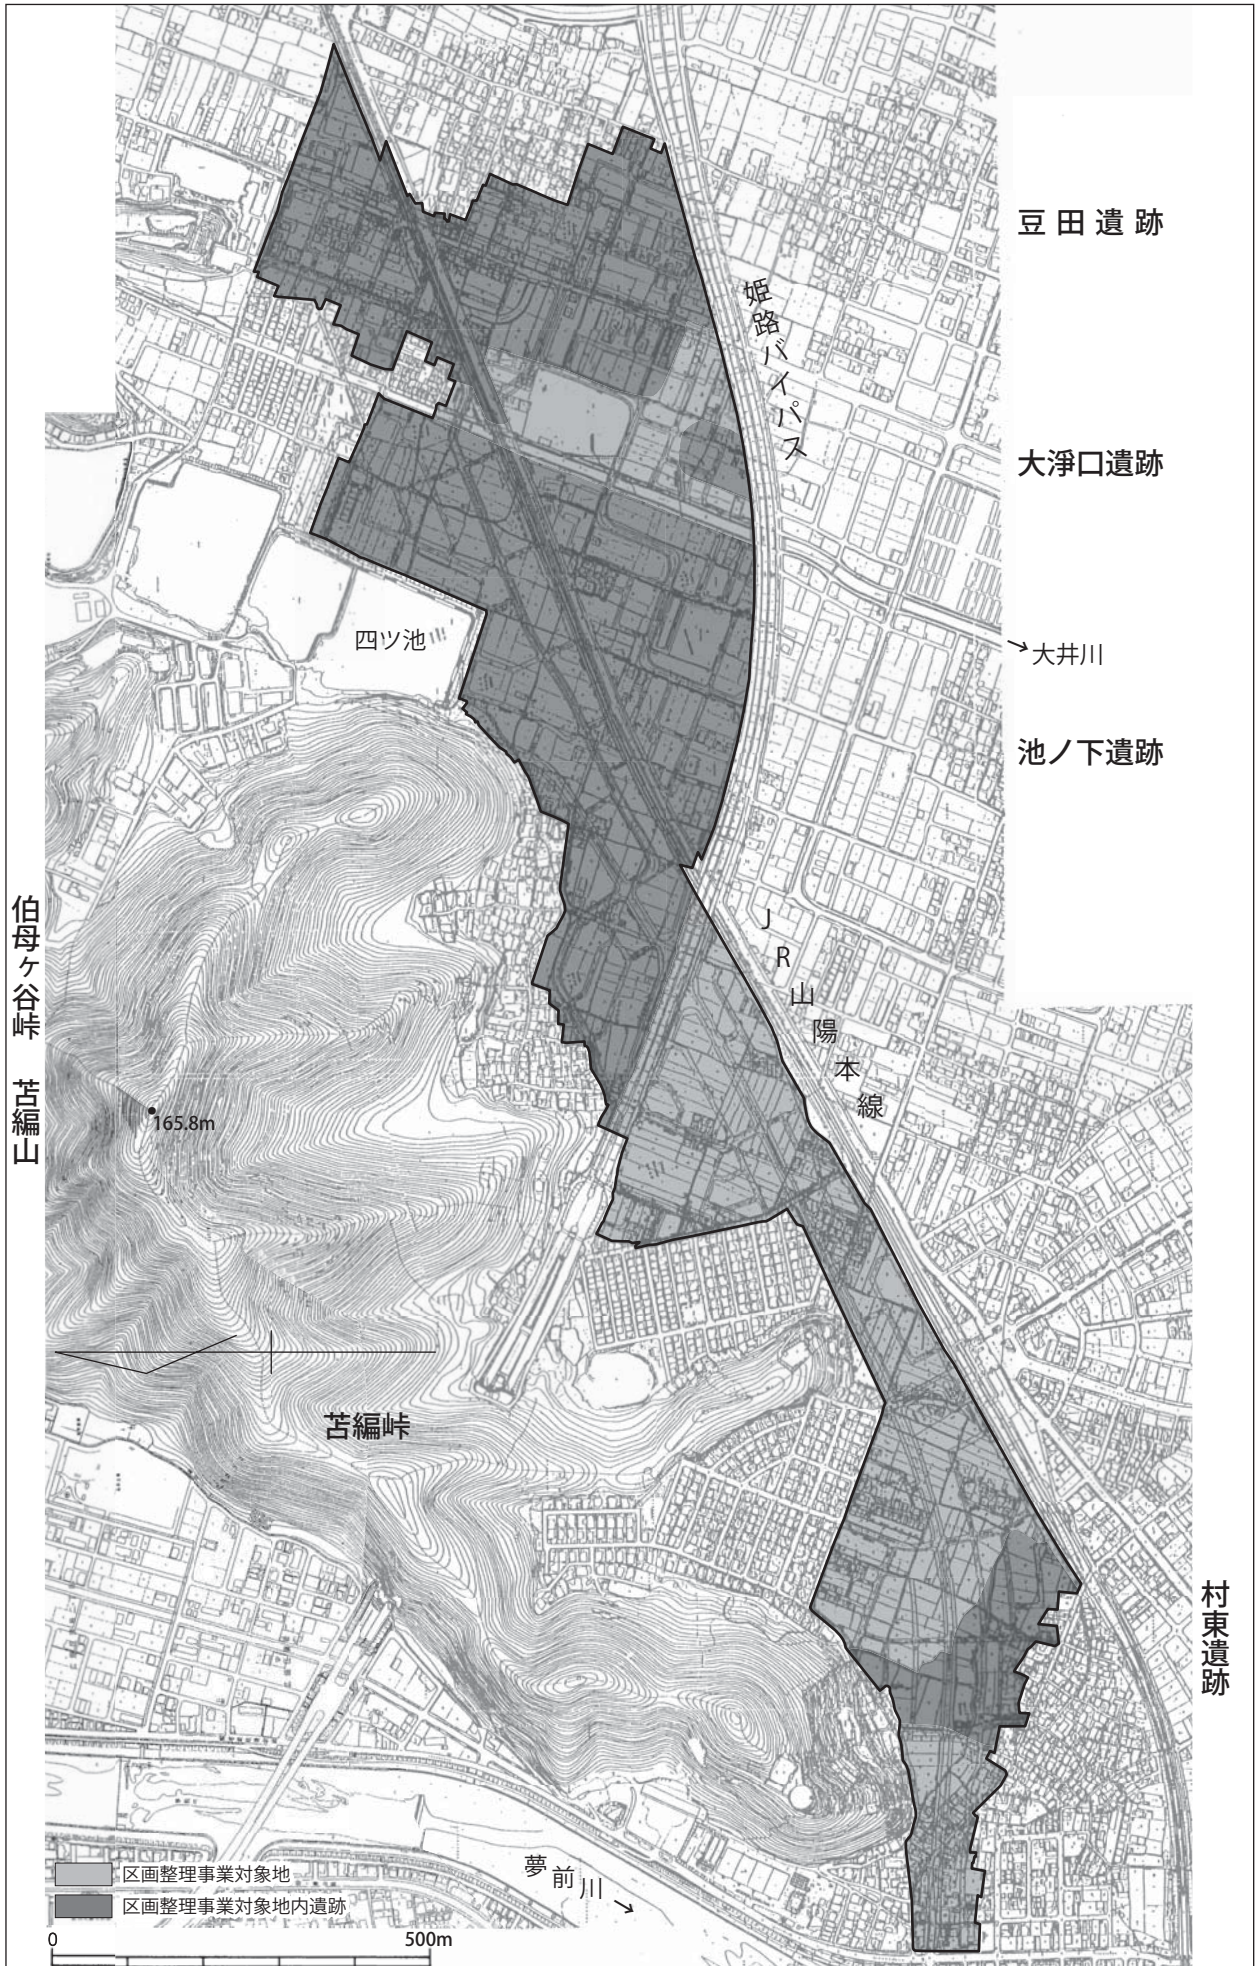 豆田遺跡
姫路バイパス
大淨口遺跡
四ツ池
→大井川
池ノ下遺跡
伯母ヶ谷峠 苫編山
JR山陽本線
165.8m
苫編峠
村東遺跡
夢前川→
区画整理事業対象地
区画整理事業対象地内遺跡
0 500m